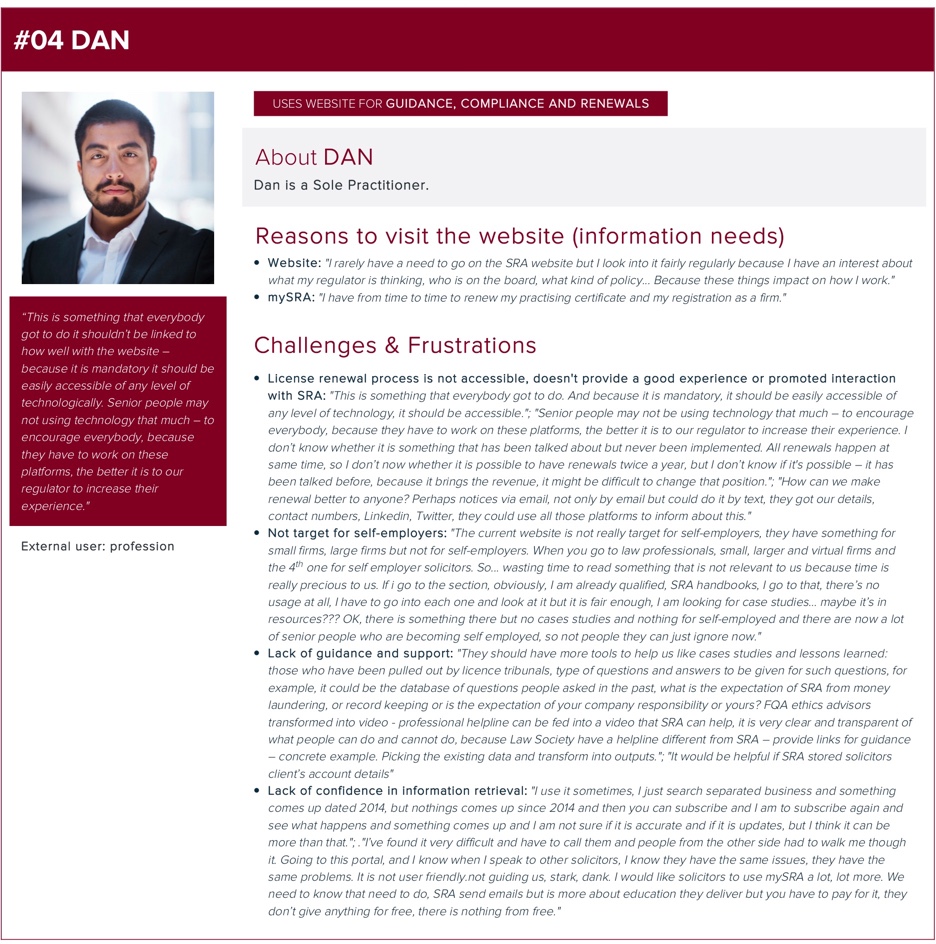 #04 DAN
USES WEBSITE FOR GUIDANCE, COMPLIANCE AND RENEWALS
About DAN
Dan is a Sole Practitioner.
Reasons to visit the website (information needs)
• Website: "I rarely have a need to go on the SRA website but I look into it fairly regularly because I have an interest about
what my regulator is thinking, who is on the board, what kind of policy... Because these things impact on how I work."
• mySRA: "I have from time to time to renew my practising certificate and my registration as a firm."
“This is something that everybody
got to do it shouldn't be linked to
how well with the website –
because it is mandatory it should be
easily accessible of any level of
technologically. Senior people may
not using technology that much – to
encourage everybody, because
they have to work on these
platforms, the better it is to our
regulator to increase their
experience."
External user: profession
Challenges & Frustrations
• License renewal process is not accessible, doesn't provide a good experience or promoted interaction
with SRA: "This is something that everybody got to do. And because it is mandatory, it should be easily accessible of
any level of technology, it should be accessible."; "Senior people may not be using technology that much – to encourage
everybody, because they have to work on these platforms, the better it is to our regulator to increase their experience. I
don't know whether it is something that has been talked about but never been implemented. All renewals happen at
same time, so I don't now whether it is possible to have renewals twice a year, but I don't know if it's possible – it has
been talked before, because it brings the revenue, it might be difficult to change that position."; "How can we make
renewal better to anyone? Perhaps notices via email, not only by email but could do it by text, they got our details,
contact numbers, Linkedin, Twitter, they could use all those platforms to inform about this."
• Not target for self-employers: "The current website is not really target for self-employers, they have something for
small firms, large firms but not for self-employers. When you go to law professionals, small, larger and virtual firms and
the 4th one for self employer solicitors. So... wasting time to read something that is not relevant to us because time is
really precious to us. If i go to the section, obviously, I am already qualified, SRA handbooks, I go to that, there's no
usage at all, I have to go into each one and look at it but it is fair enough, I am looking for case studies... maybe it's in
resources??? OK, there is something there but no cases studies and nothing for self-employed and there are now a lot
of senior people who are becoming self employed, so not people they can just ignore now."
• Lack of guidance and support: "They should have more tools to help us like cases studies and lessons learned:
those who have been pulled out by licence tribunals, type of questions and answers to be given for such questions, for
example, it could be the database of questions people asked in the past, what is the expectation of SRA from money
laundering, or record keeping or is the expectation of your company responsibility or yours? FQA ethics advisors
transformed into video - professional helpline can be fed into a video that SRA can help, it is very clear and transparent of
what people can do and cannot do, because Law Society have a helpline different from SRA – provide links for guidance
– concrete example. Picking the existing data and transform into outputs."; "It would be helpful if SRA stored solicitors
client's account details"
• Lack of confidence in information retrieval: "I use it sometimes, I just search separated business and something
comes up dated 2014, but nothings comes up since 2014 and then you can subscribe and I am to subscribe again and
see what happens and something comes up and I am not sure if it is accurate and if it is updates, but I think it can be
more than that."; ."I've found it very difficult and have to call them and people from the other side had to walk me though
it. Going to this portal, and I know when I speak to other solicitors, I know they have the same issues, they have the
same problems. It is not user friendly.not guiding us, stark, dank. I would like solicitors to use mySRA a lot, lot more. We
need to know that need to do, SRA send emails but is more about education they deliver but you have to pay for it, they
don't give anything for free, there is nothing from free."